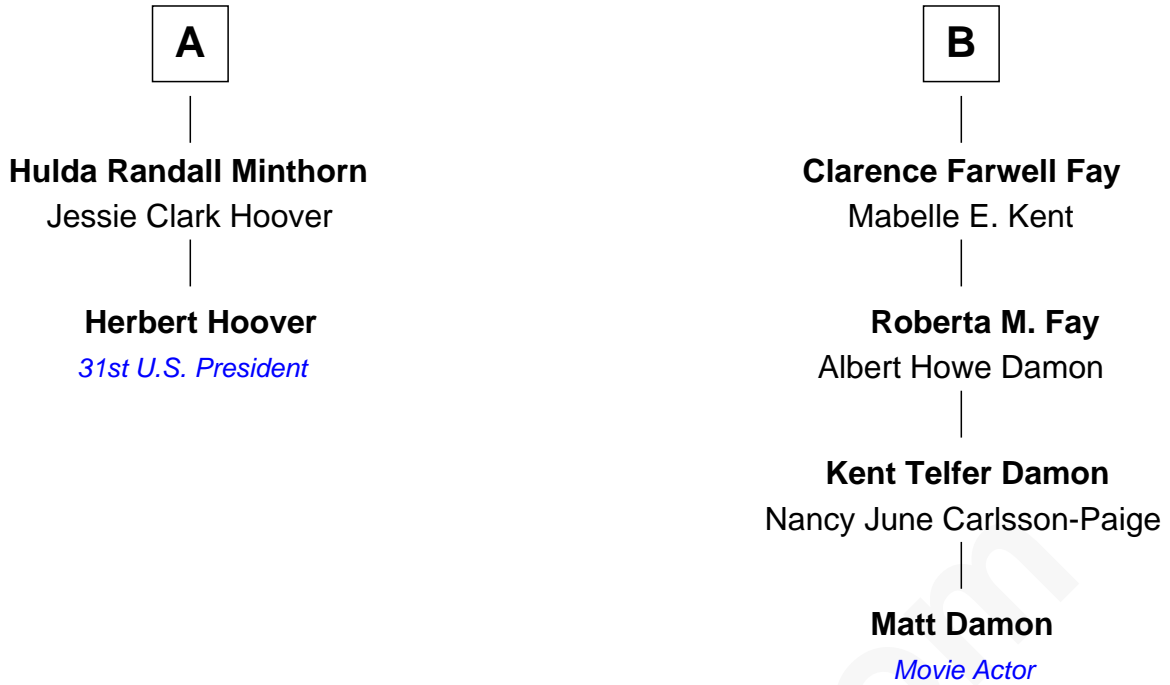 A
Hulda Randall Minthorn
Jessie Clark Hoover
Herbert Hoover
31st U.S. President
B
Clarence Farwell Fay
Mabelle E. Kent
Roberta M. Fay
Albert Howe Damon
Kent Telfer Damon
Nancy June Carlsson-Paige
Matt Damon
Movie Actor